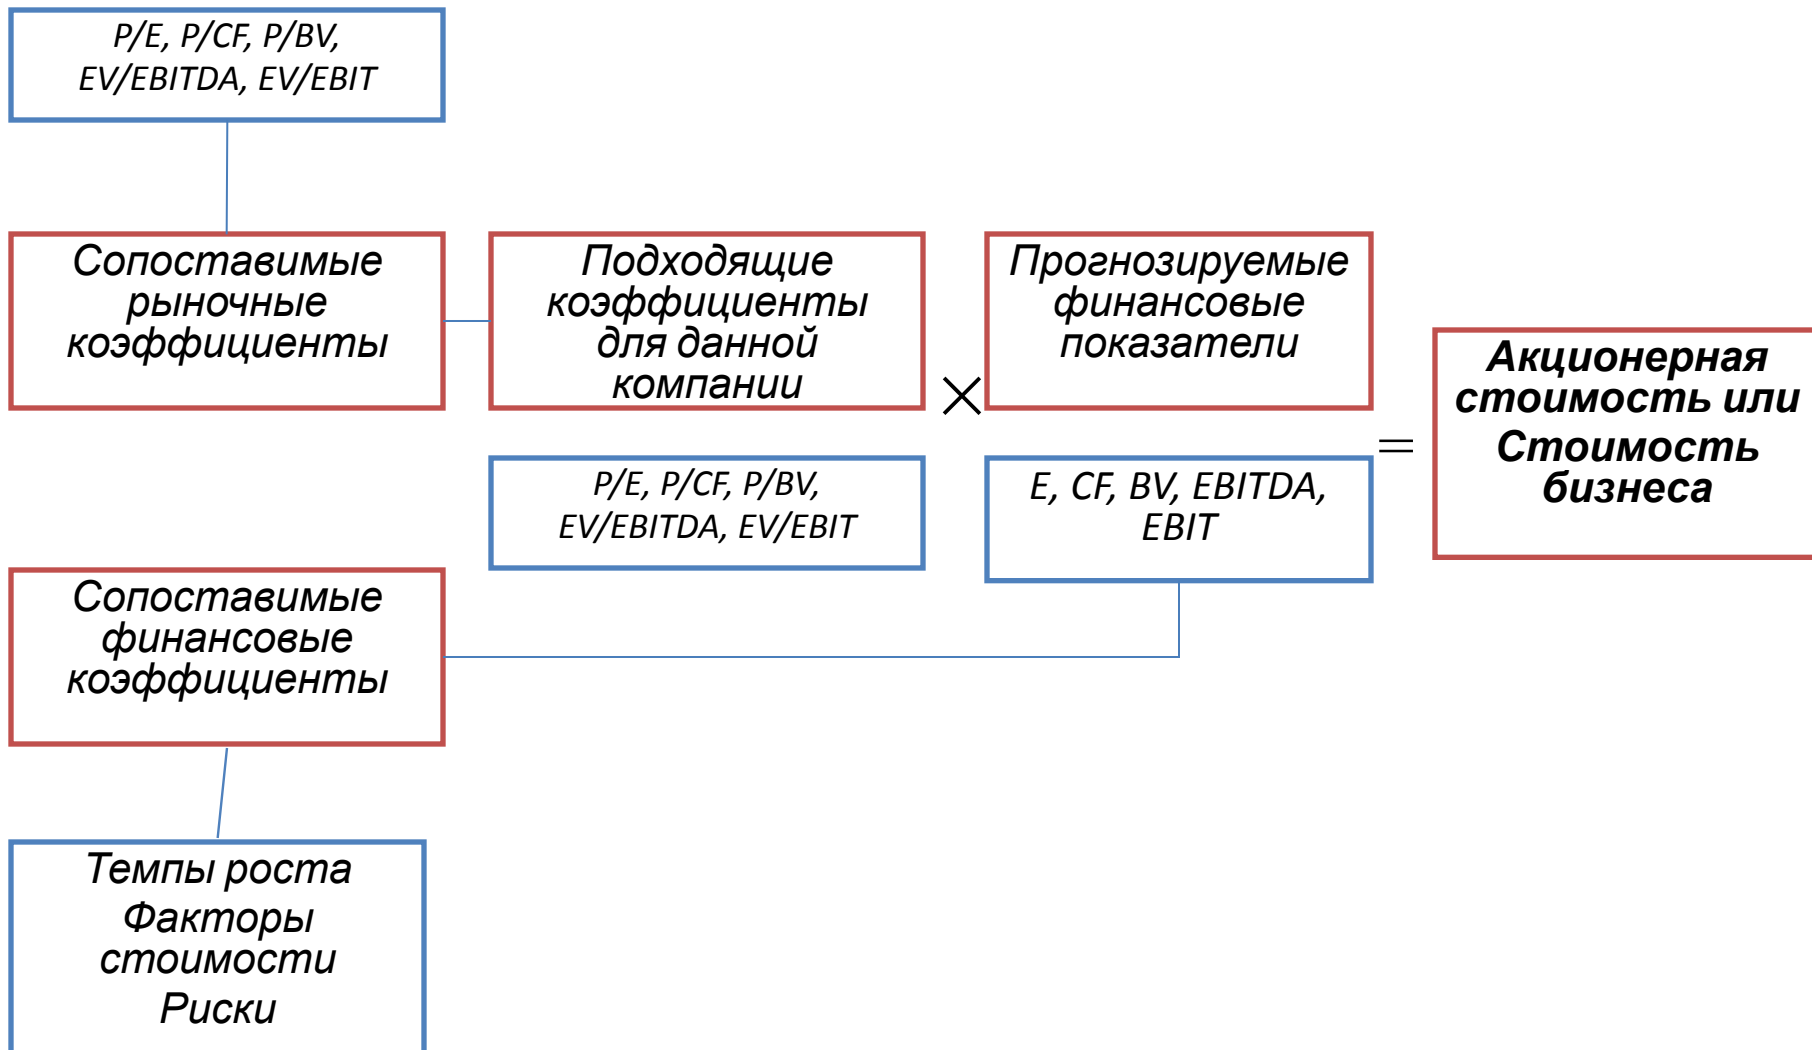 P/E, P/CF, P/BV,
EV/EBITDA, EV/EBIT
Сопоставимые
рыночные
коэффициенты
Подходящие
коэффициенты
для данной
компании
×
Прогнозируемые
финансовые
показатели
P/E, P/CF, P/BV,
EV/EBITDA, EV/EBIT
E, CF, BV, EBITDA,
EBIT
=
Акционерная
стоимость или
Стоимость
бизнеса
Сопоставимые
финансовые
коэффициенты
Темпы роста
Факторы
стоимости
Риски